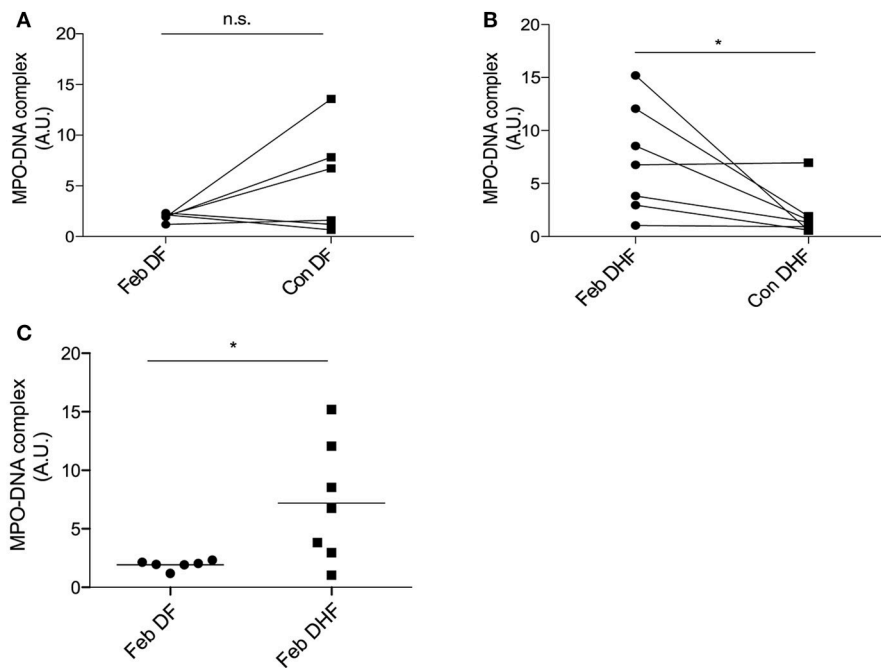 A
n.s.
20
15
10
5
0
MPO-DNA complex
(A.U.)
Feb DF
Con DF
B
*
20
15
10
5
0
MPO-DNA complex
(A.U.)
Feb DHF
Con DHF
C
*
20
15
10
5
0
MPO-DNA complex
(A.U.)
Feb DF
Feb DHF